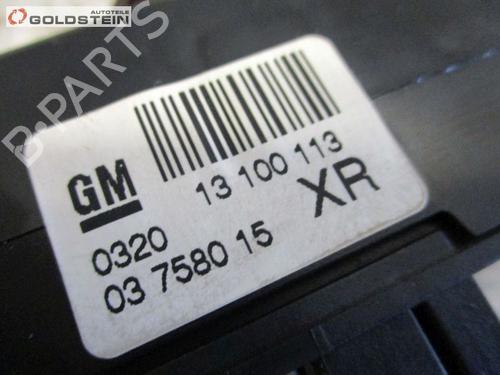 AUTOTEILE
GOLDSTEIN
B-PARTS
GM
13 100 113
XR
0320
03 7580 15